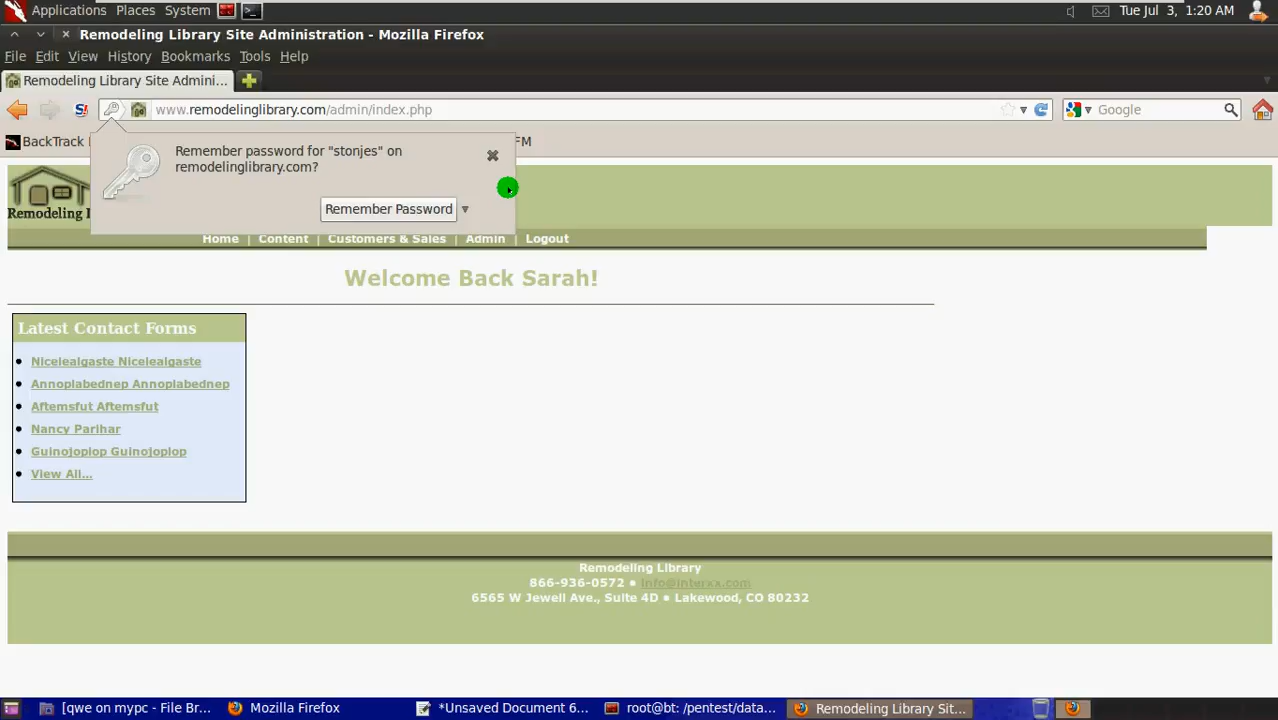 Applications Places System
Tue Jul 3, 1:20 AM
Remodeling Library Site Administration - Mozilla Firefox
File Edit View History Bookmarks Tools Help
Remodeling Library Site Admini...
www.remodelinglibrary.com/admin/index.php
Google
BackTrack
FM
Remember password for "stonjes" on
remodelinglibrary.com?
Remember Password
Remodeling
Home | Content | Customers & Sales | Admin | Logout
Welcome Back Sarah!
Latest Contact Forms
Nicelealgaste Nicelealgaste
Annoplabednep Annoplabednep
Aftemsfut Aftemsfut
Nancy Parihar
Guinojoplop Guinojoplop
View All...
Remodeling Library
866-936-0572 • info@interxx.com
6565 W Jewell Ave., Suite 4D • Lakewood, CO 80232
[qwe on mypc - File Br... Mozilla Firefox *Unsaved Document 6... root@bt: /pentest/data... Remodeling Library Sit...